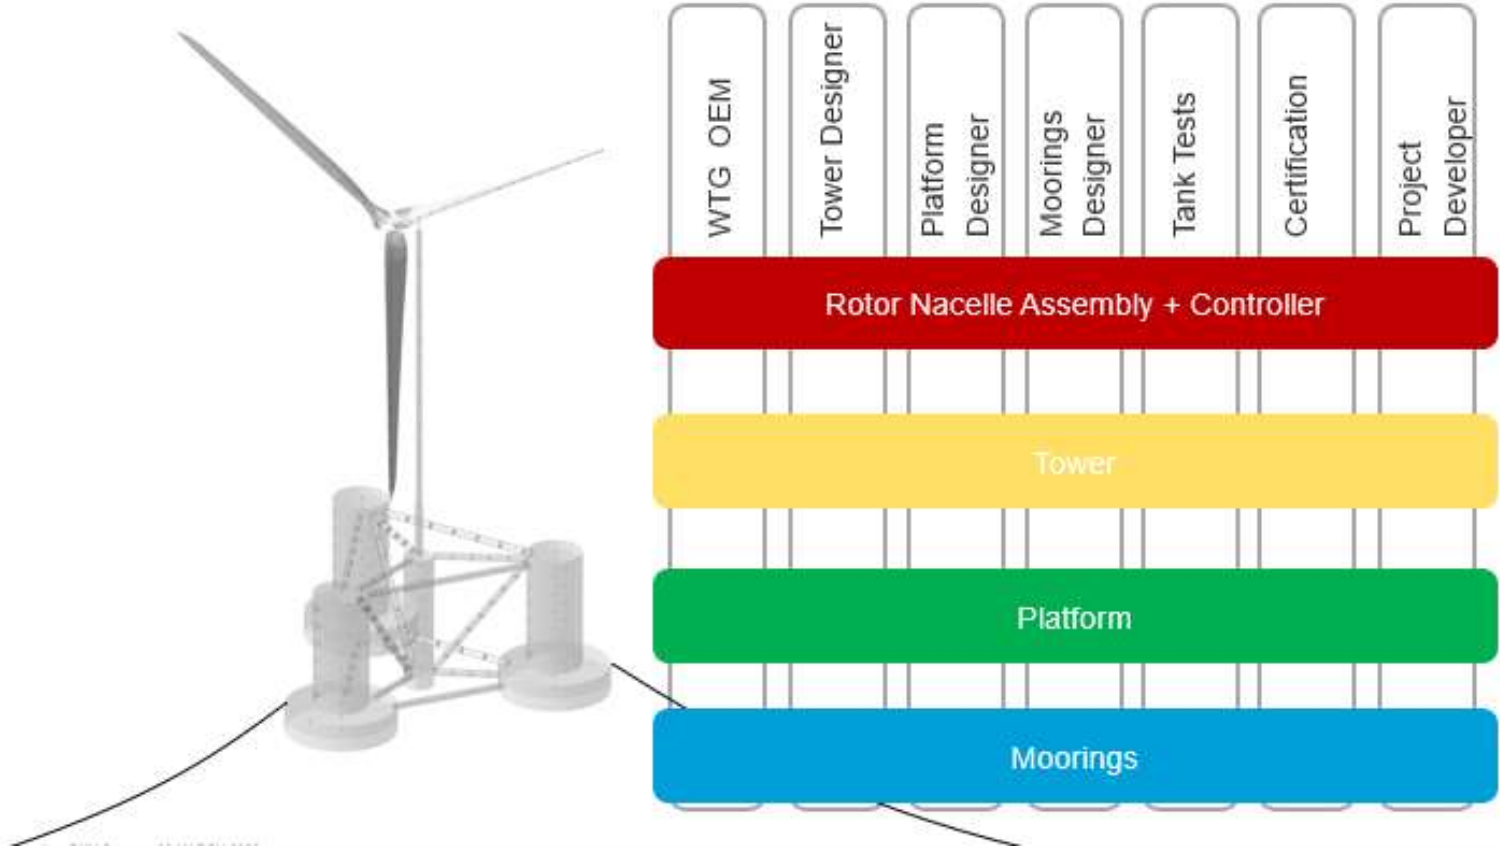 WTG OEM
Tower Designer
Platform
Designer
Moorings
Designer
Tank Tests
Certification
Project
Developer
Rotor Nacelle Assembly + Controller
Tower
Platform
Moorings